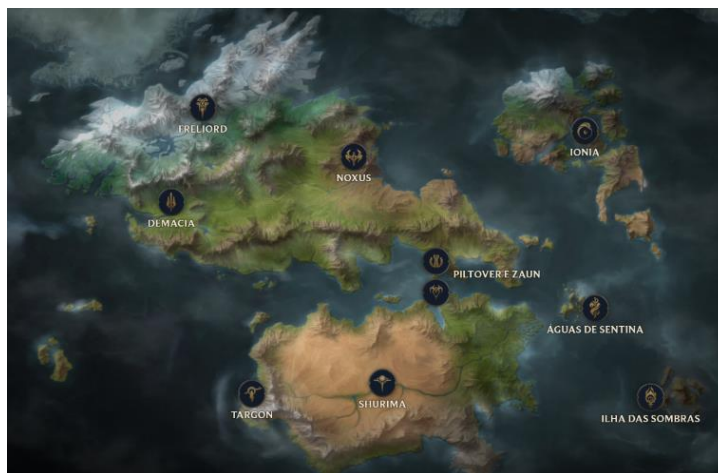 FRELJORD
NOXUS
IONIA
DEMACIA
PILTOVER E ZAUN
ÁGUAS DE SENTINA
TARGON
SHURIMA
ILHA DAS SOMBRAS